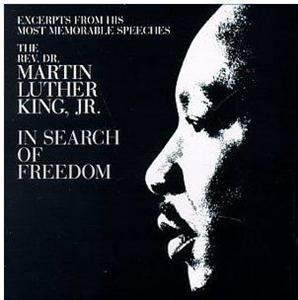 EXCERPTS FROM HIS
MOST MEMORABLE SPEECHES
THE
REV. DR.
MARTIN
LUTHER
KING, JR.
IN SEARCH
OF
FREEDOM